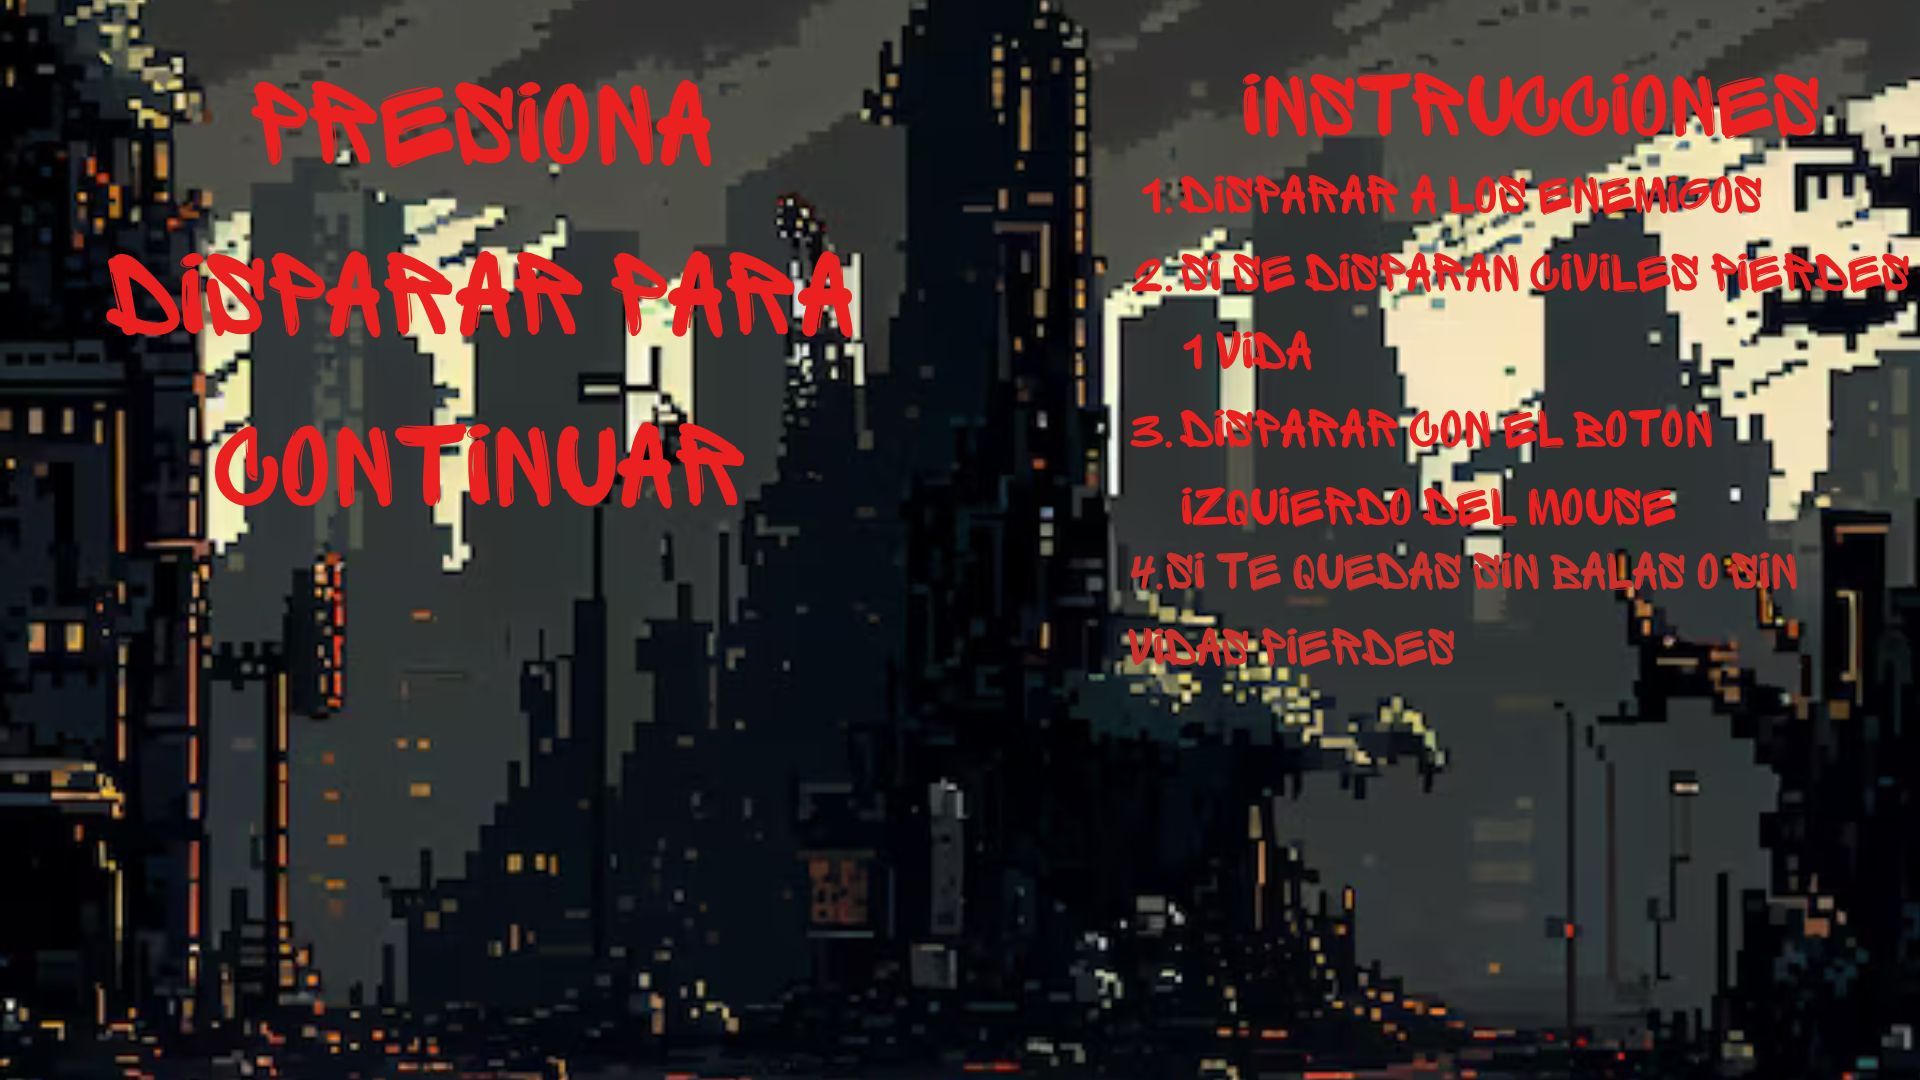 PRESIONA
DISPARAR PARA
CONTINUAR
INSTRUCCIONES
1. DISPARAR A LOS ENEMIGOS
2. SI SE DISPARAN CIVILES PIERDES
1 VIDA
3. DISPARAR CON EL BOTON
IZQUIERDO DEL MOUSE
4.SI TE QUEDAS SIN BALAS O SIN
VIDAS PIERDES